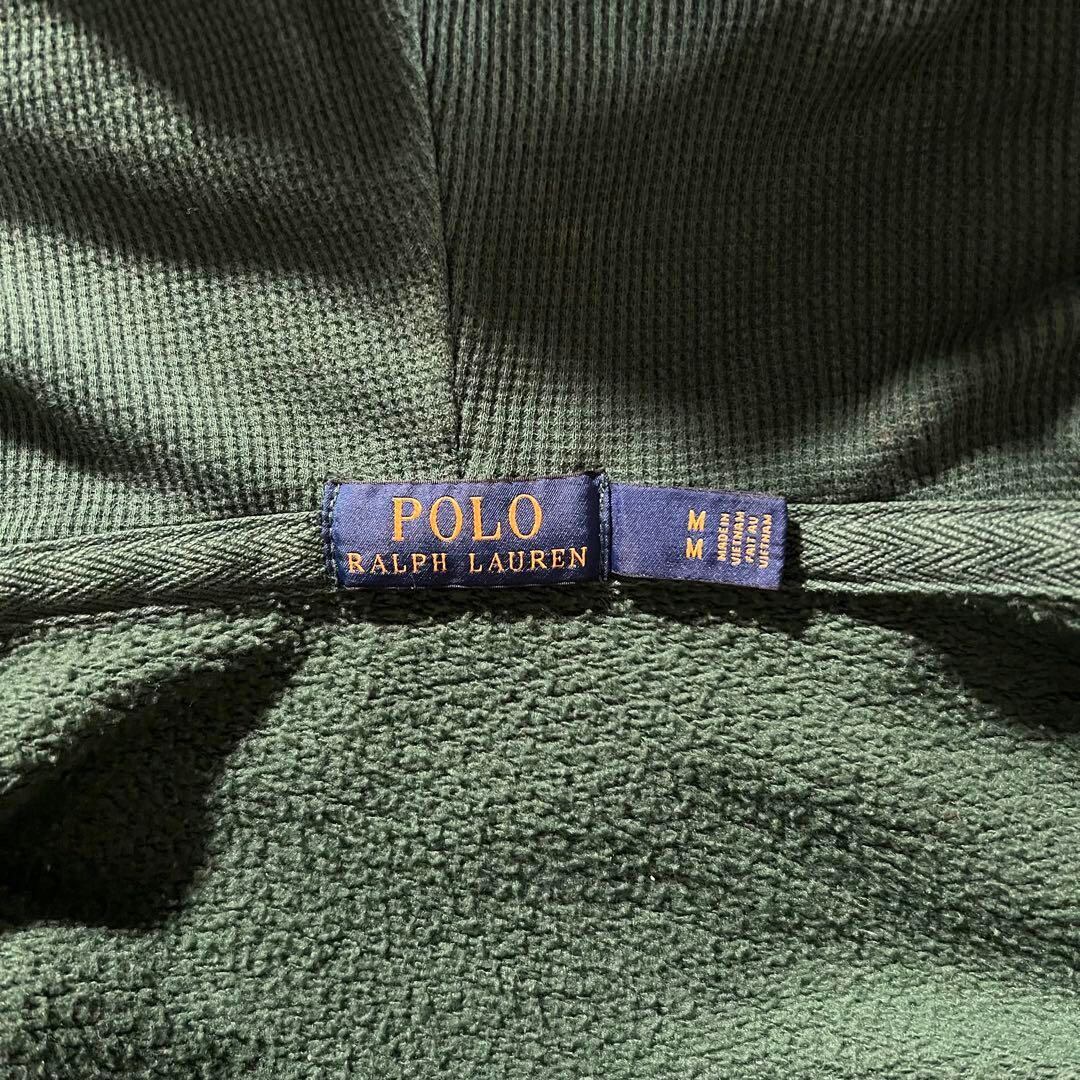 POLO
RALPH LAUREN
M
M
MADE IN
VIETNAM
FAIT AU
VIETNAM